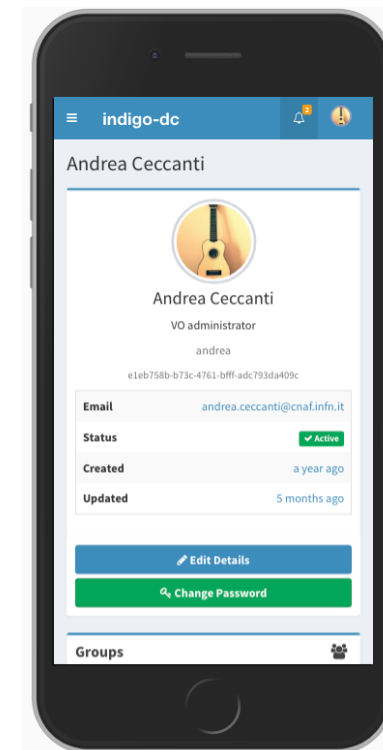 indigo-dc
2
Andrea Ceccanti
Andrea Ceccanti
VO administrator
andrea
e1eb758b-b73c-4761-bfff-adc793da409c
Email andrea.ceccanti@cnaf.infn.it
Status Active
Created a year ago
Updated 5 months ago
Edit Details
Change Password
Groups